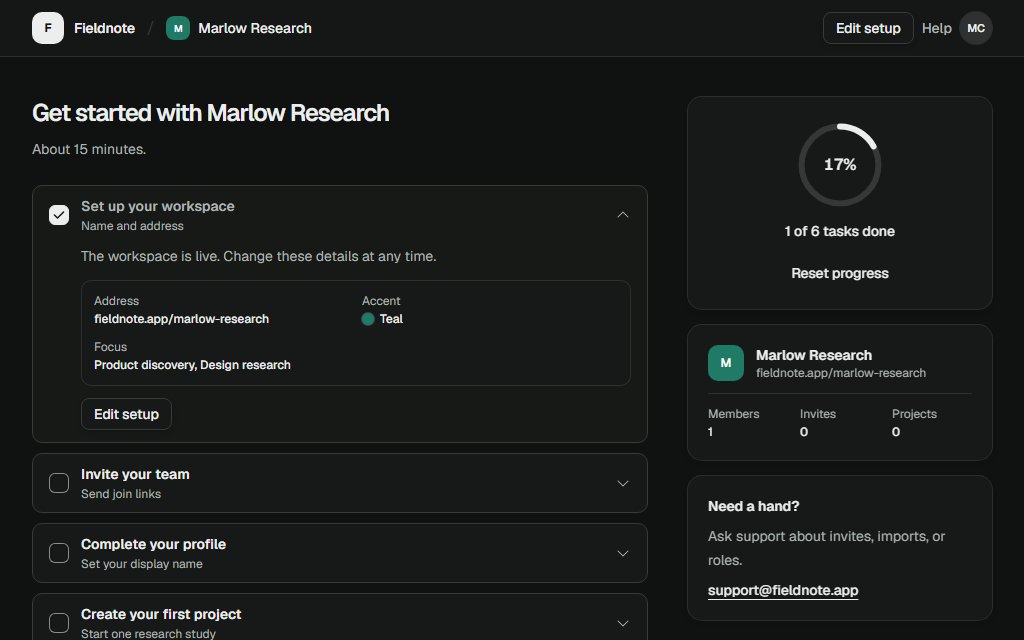 F Fieldnote / M Marlow Research
Edit setup Help MC
Get started with Marlow Research
About 15 minutes.
Set up your workspace
Name and address
The workspace is live. Change these details at any time.
Address
fieldnote.app/marlow-research
Accent
Teal
Focus
Product discovery, Design research
Edit setup
Invite your team
Send join links
Complete your profile
Set your display name
Create your first project
Start one research study
17%
1 of 6 tasks done
Reset progress
M
Marlow Research
fieldnote.app/marlow-research
Members Invites Projects
1 0 0
Need a hand?
Ask support about invites, imports, or
roles.
support@fieldnote.app